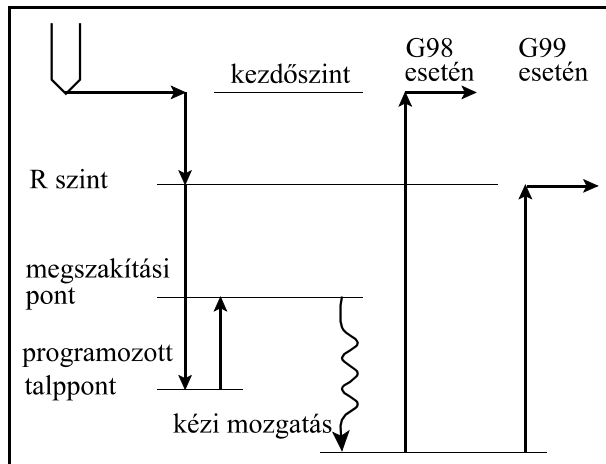 G98
esetén
G99
esetén
kezdőszint
R szint
megszakítási
pont
programozott
talppont
kézi mozgatás